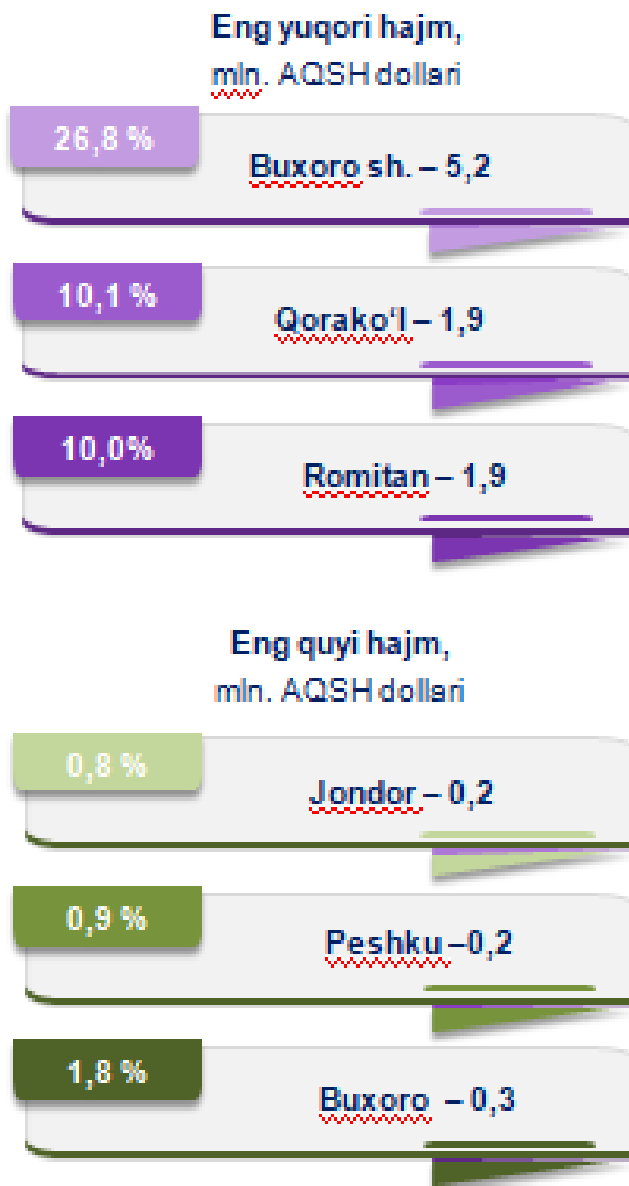 Eng yuqori hajm,
mln. AQSH dollari
26,8 %
Buxoro sh. – 5,2
10,1 %
Qorako‘l – 1,9
10,0%
Romitan – 1,9
Eng quyi hajm,
mln. AQSH dollari
0,8 %
Jondor – 0,2
0,9 %
Peshku –0,2
1,8 %
Buxoro – 0,3